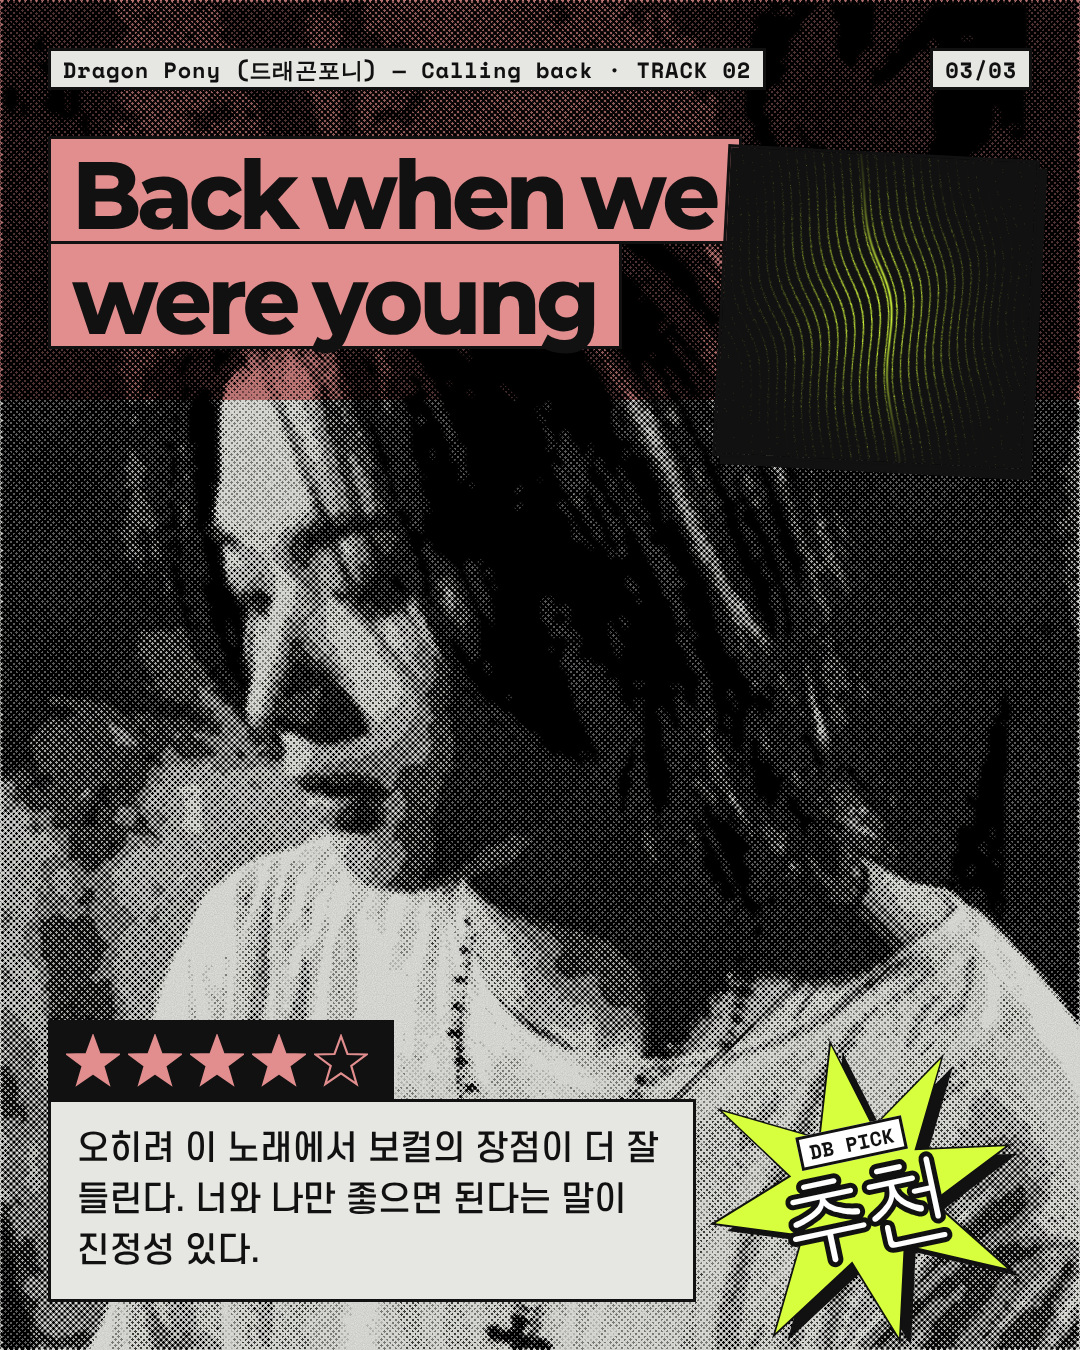 Dragon Pony (드래곤포니) — Calling back · TRACK 02
03/03
Back when we
were young
오히려 이 노래에서 보컬의 장점이 더 잘
들린다. 너와 나만 좋으면 된다는 말이
진정성 있다.
DB PICK
추천